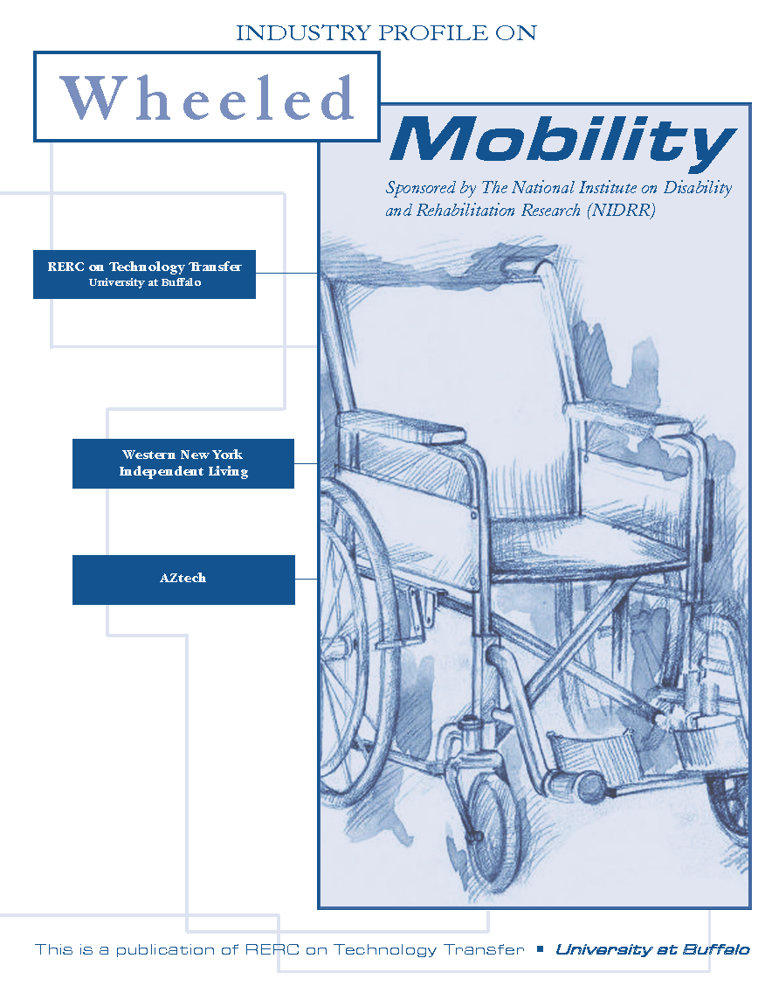 INDUSTRY PROFILE ON
Wheeled
Mobility
Sponsored by The National Institute on Disability
and Rehabilitation Research (NIDRR)
RERC on Technology Transfer
University at Buffalo
Western New York
Independent Living
AZtech
This is a publication of RERC on Technology Transfer ▪ University at Buffalo